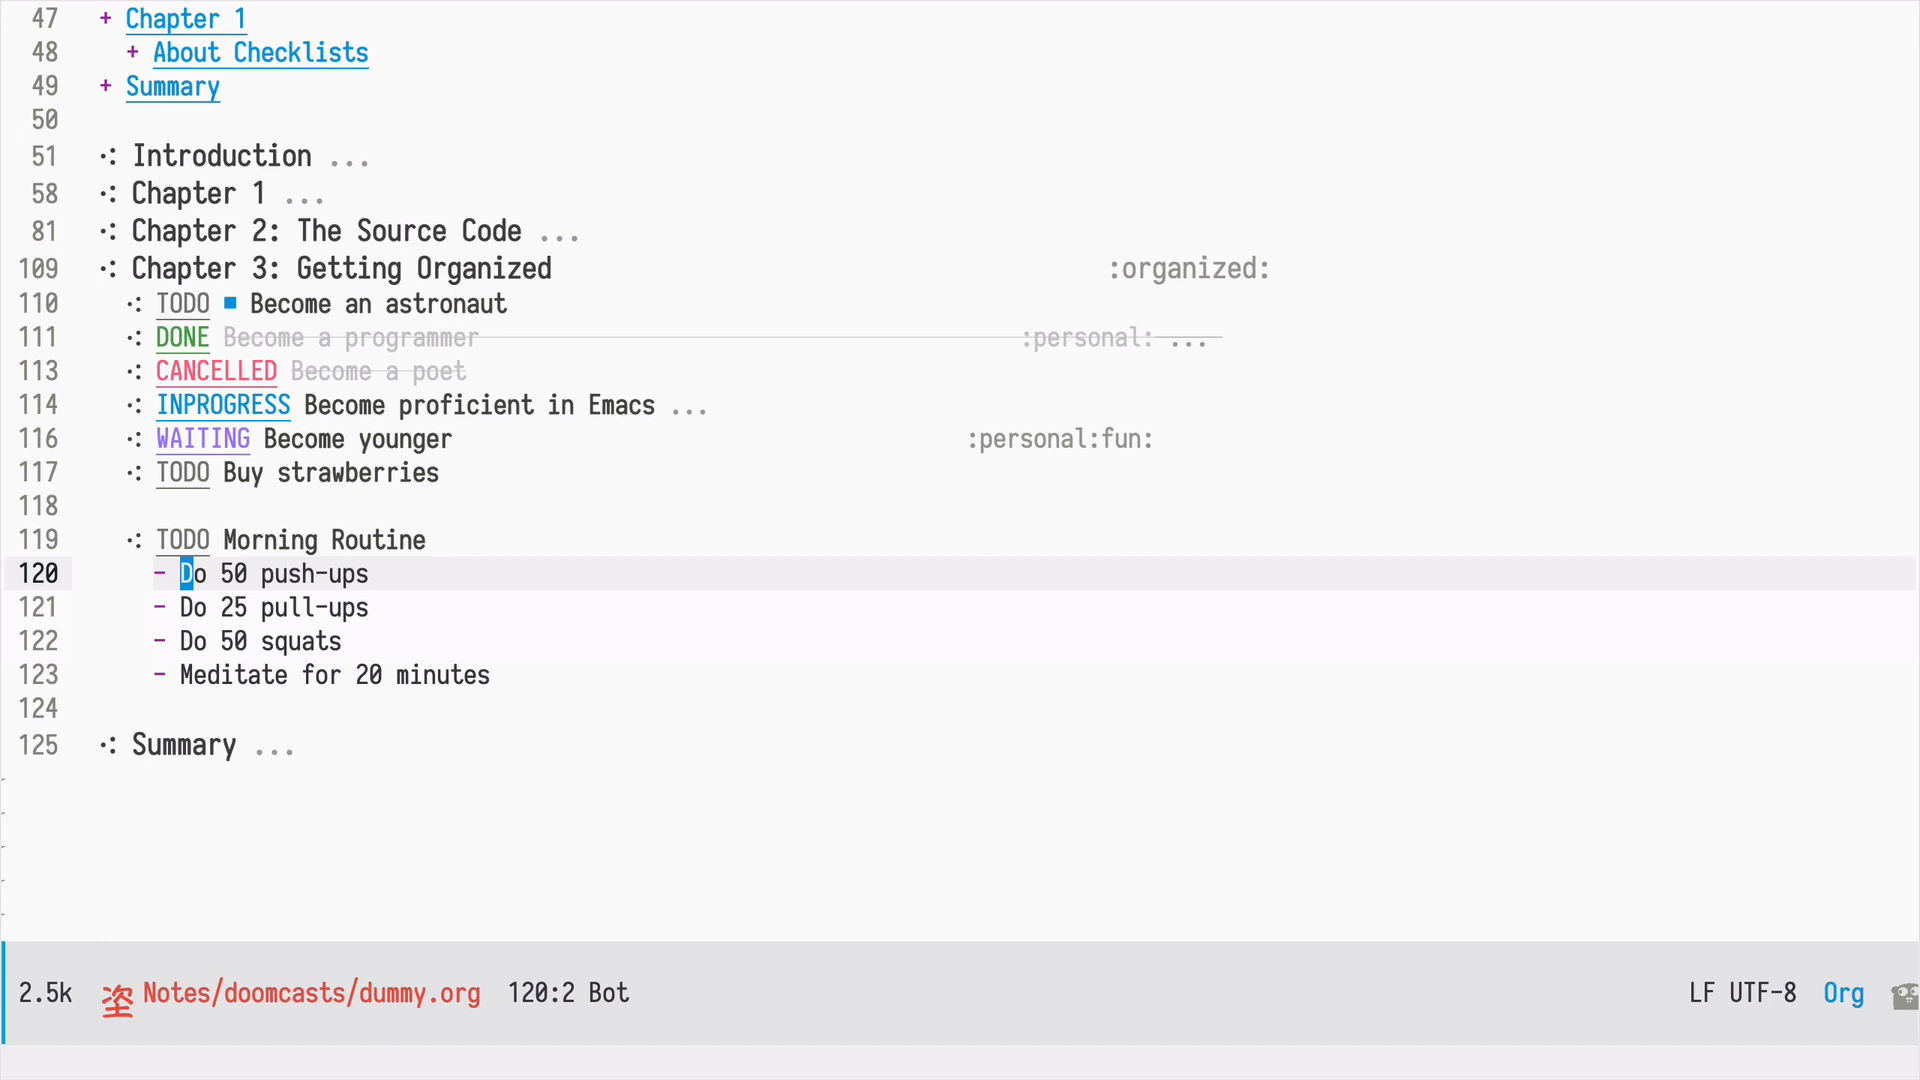 47 + Chapter 1
48 + About Checklists
49 + Summary
50
51 Introduction ...
58 Chapter 1 ...
81 Chapter 2: The Source Code ...
109 Chapter 3: Getting Organized :organized:
110 TODO Become an astronaut
111 DONE Become a programmer :personal: ...
113 CANCELLED Become a poet
114 INPROGRESS Become proficient in Emacs ...
116 WAITING Become younger :personal:fun:
117 TODO Buy strawberries
118
119 TODO Morning Routine
120 - Do 50 push-ups
121 - Do 25 pull-ups
122 - Do 50 squats
123 - Meditate for 20 minutes
124
125 Summary ...
2.5k Notes/doomcasts/dummy.org 120:2 Bot LF UTF-8 Org